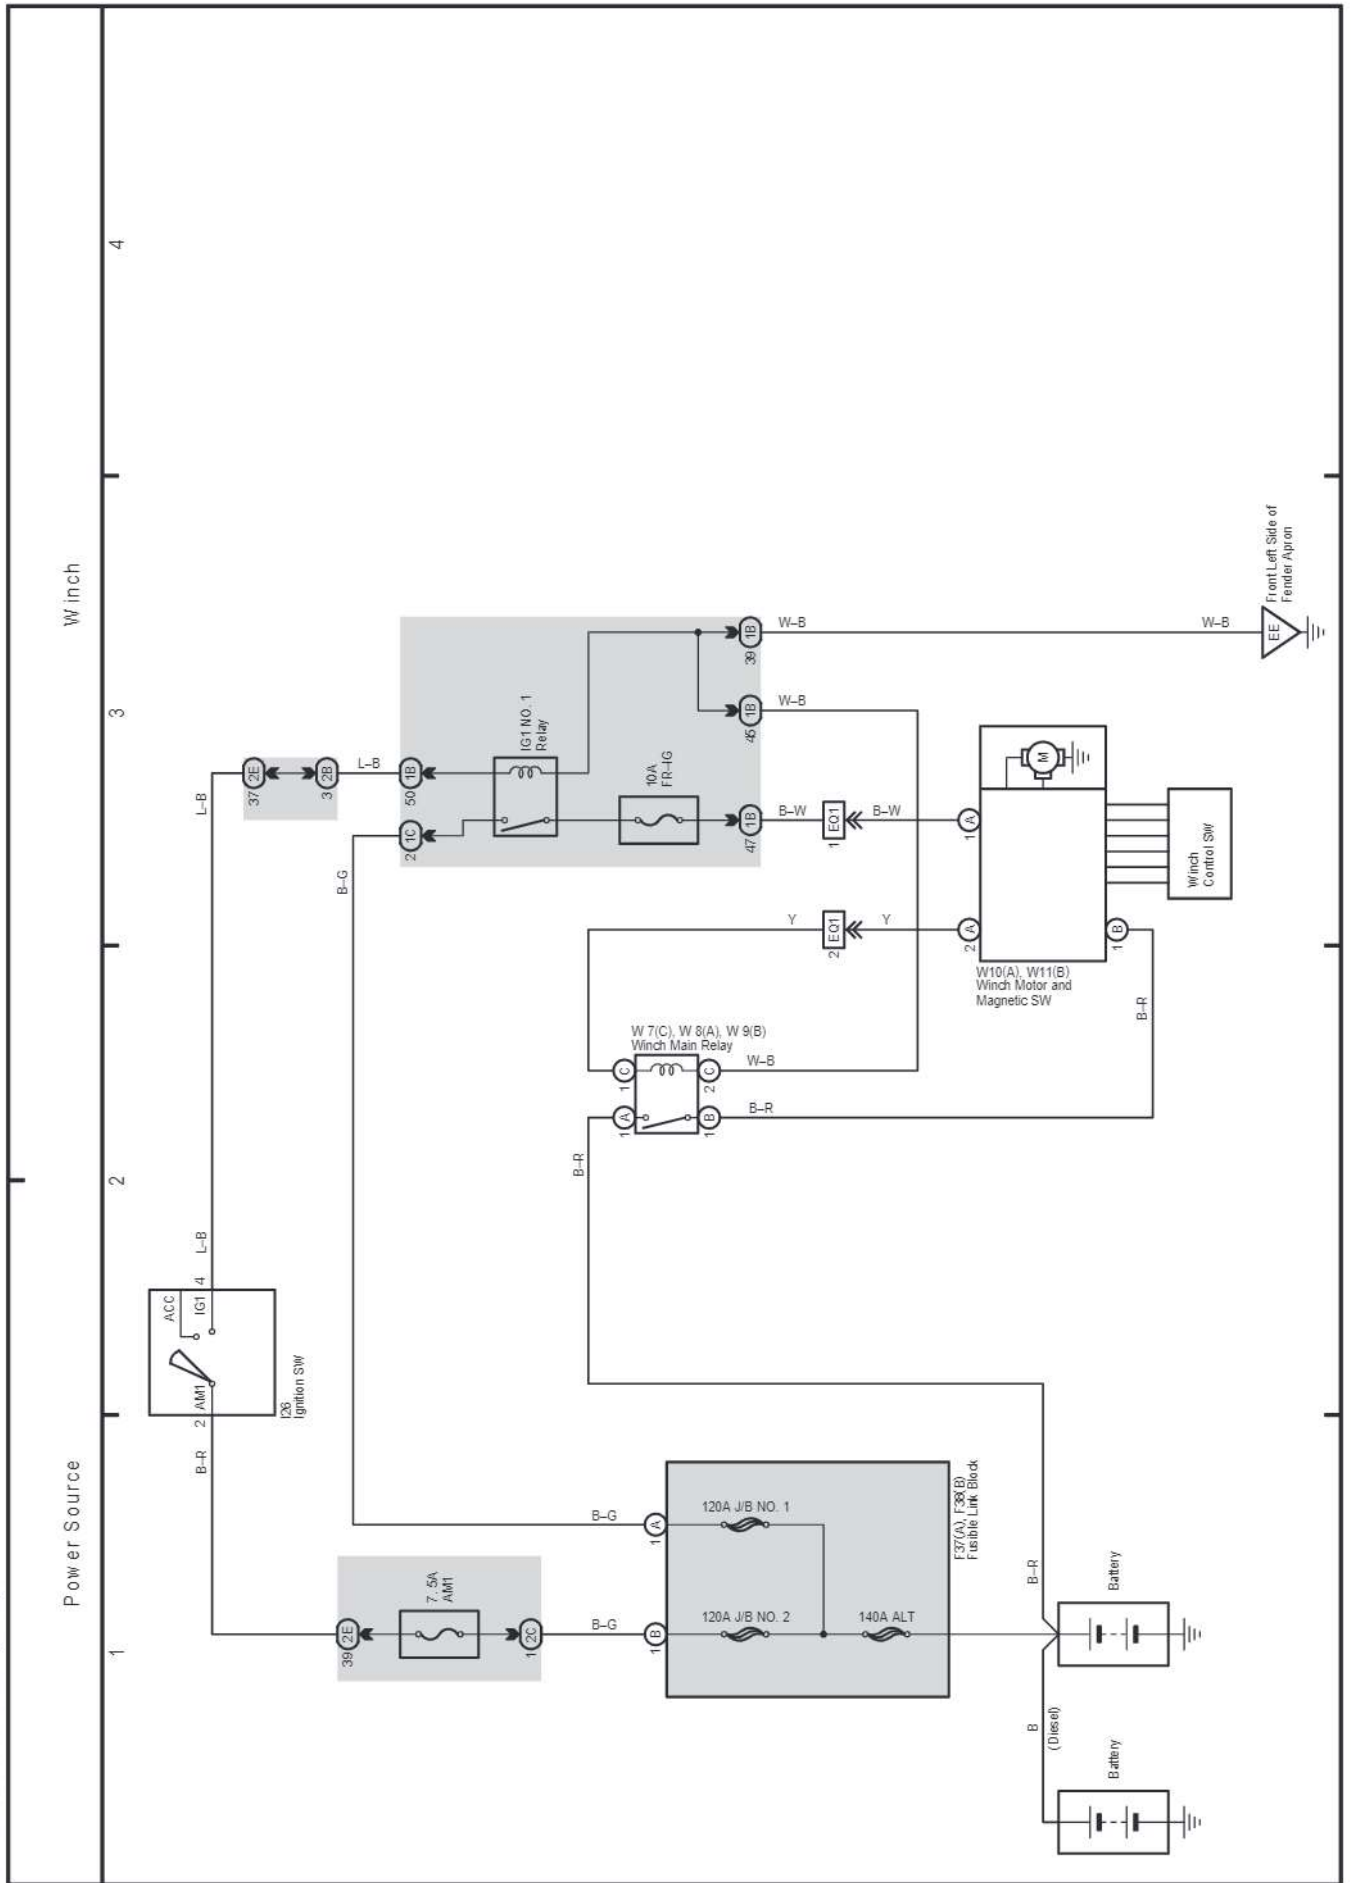 Power Source
Winch
1
2
3
4
B–R
2
AM1
ACC
IG1
4
L–B
L–B
I26
Ignition SW
37
2E
3
2B
L–B
50
1B
2
1C
B–G
IG1 NO. 1
Relay
10A
FR–IG
47
1B
45
1B
39
1B
W–B
W–B
W–B
B–W
1
EQ1
B–W
Y
2
EQ1
Y
1
A
2
A
M
1
B
W10(A), W11(B)
Winch Motor and
Magnetic SW
Winch
Control SW
B–R
EE
Front Left Side of
Fender Apron
W 7(C), W 8(A), W 9(B)
Winch Main Relay
1
C
2
C
W–B
1
A
1
B
B–R
B–R
39
2E
7. 5A
AM1
1
2C
B–G
B–G
1
A
1
B
120A J/B NO. 1
120A J/B NO. 2
140A ALT
F37(A), F38(B)
Fusible Link Block
B–R
Battery
B
(Diesel)
Battery